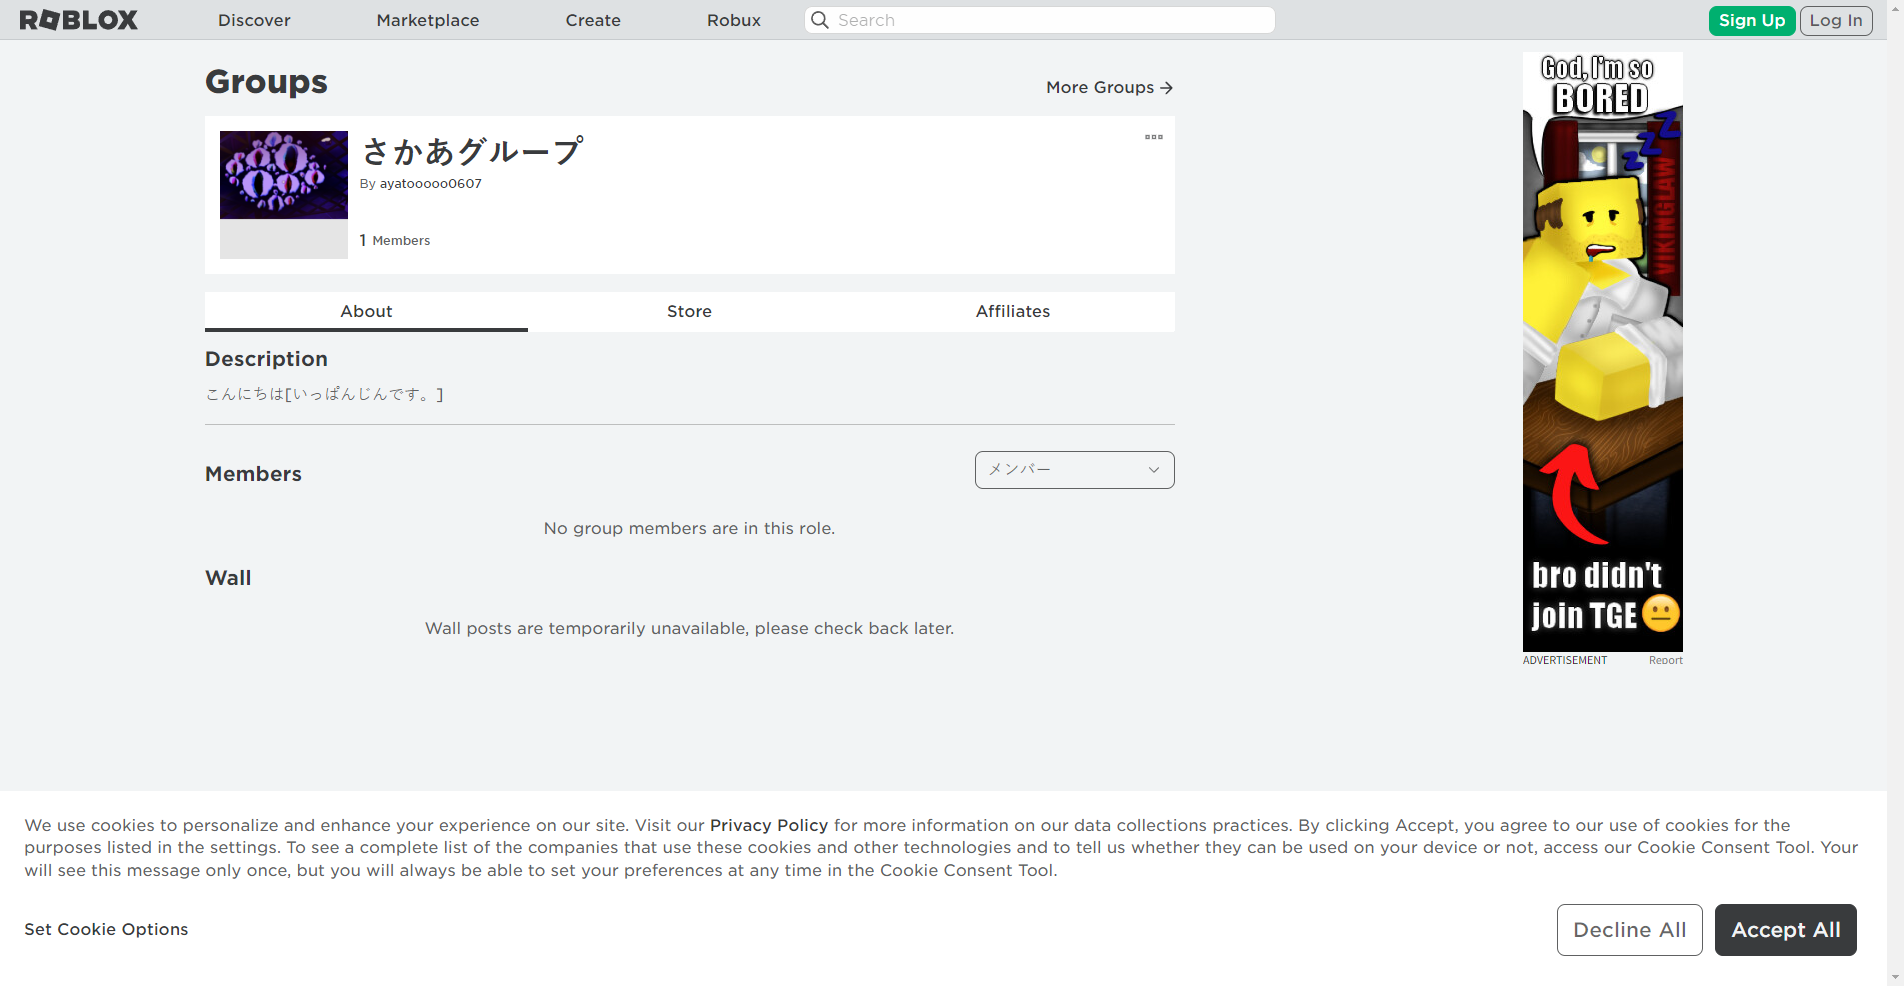 ROBLOX
Discover
Marketplace
Create
Robux
Search
Sign Up
Log In
Groups
More Groups →
さかあグループ
By ayatooooo0607
1 Members
About
Store
Affiliates
Description
こんにちは[いっぱんじんです。]
Members
メンバー
No group members are in this role.
Wall
Wall posts are temporarily unavailable, please check back later.
God, I'm so
BORED
zzz
VIKINGLAW
bro didn't
join TGE 😐
ADVERTISEMENT
Report
We use cookies to personalize and enhance your experience on our site. Visit our Privacy Policy for more information on our data collections practices. By clicking Accept, you agree to our use of cookies for the
purposes listed in the settings. To see a complete list of the companies that use these cookies and other technologies and to tell us whether they can be used on your device or not, access our Cookie Consent Tool. Your
will see this message only once, but you will always be able to set your preferences at any time in the Cookie Consent Tool.
Set Cookie Options
Decline All
Accept All